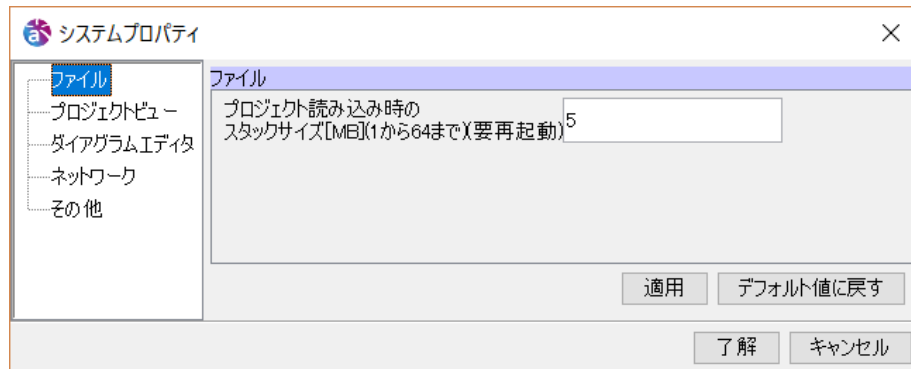 システムプロパティ
ファイル
プロジェクトビュー
ダイアグラムエディタ
ネットワーク
その他
ファイル
プロジェクト読み込み時の
スタックサイズ[MB](1から64まで)(要再起動)5
適用 デフォルト値に戻す
了解 キャンセル